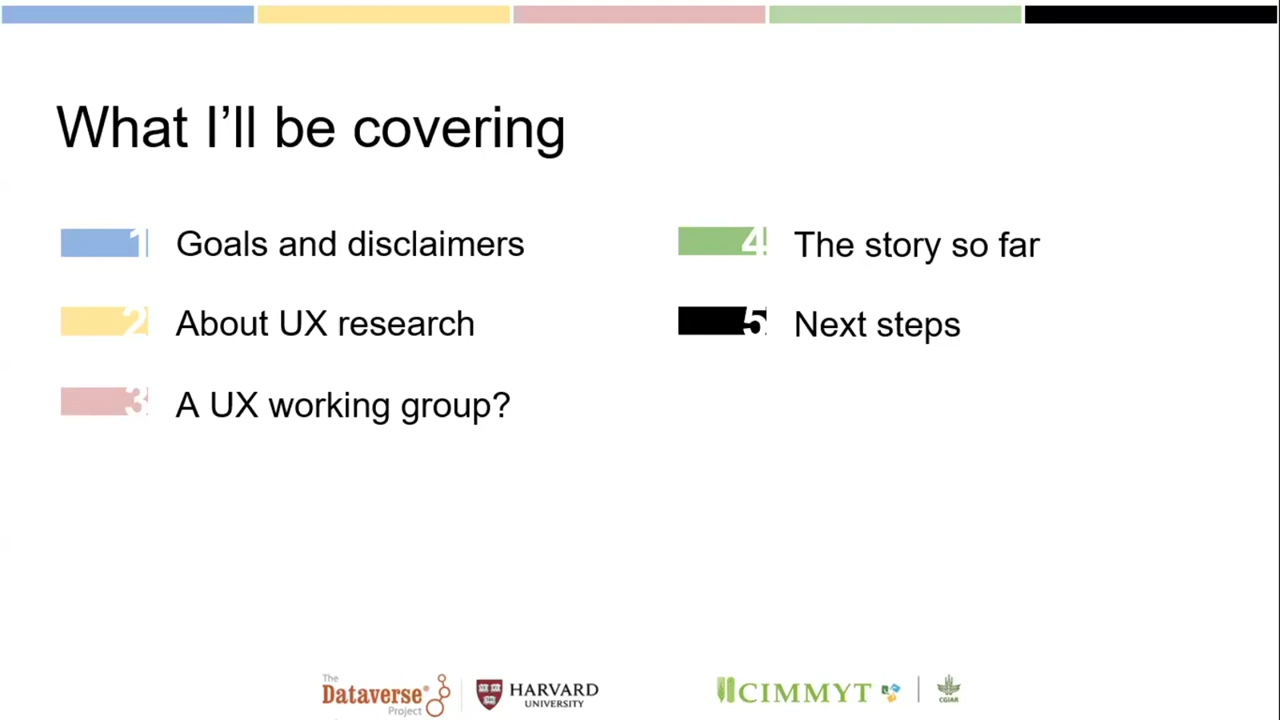 What I’ll be covering
1 Goals and disclaimers
2 About UX research
3 A UX working group?
4 The story so far
5 Next steps
The
Dataverse®
Project
HARVARD
UNIVERSITY
CIMMYT
CGIAR